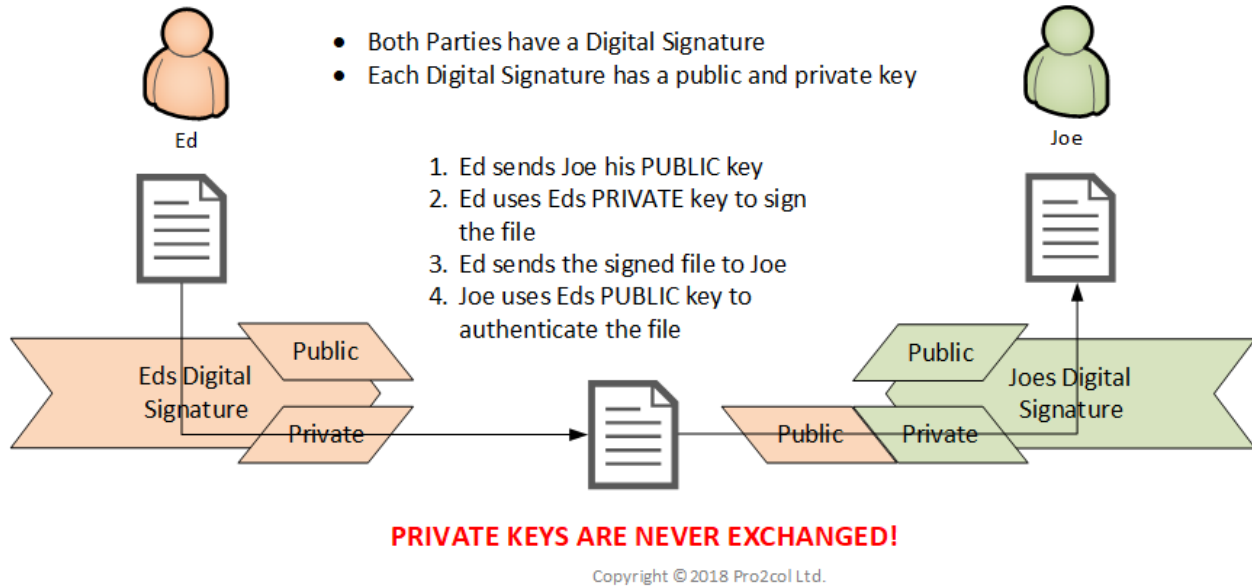 • Both Parties have a Digital Signature
• Each Digital Signature has a public and private key
Ed
Joe
1. Ed sends Joe his PUBLIC key
2. Ed uses Eds PRIVATE key to sign
the file
3. Ed sends the signed file to Joe
4. Joe uses Eds PUBLIC key to
authenticate the file
Public
Eds Digital
Signature
Private
Public
Joes Digital
Signature
Public
Private
PRIVATE KEYS ARE NEVER EXCHANGED!
Copyright © 2018 Pro2col Ltd.